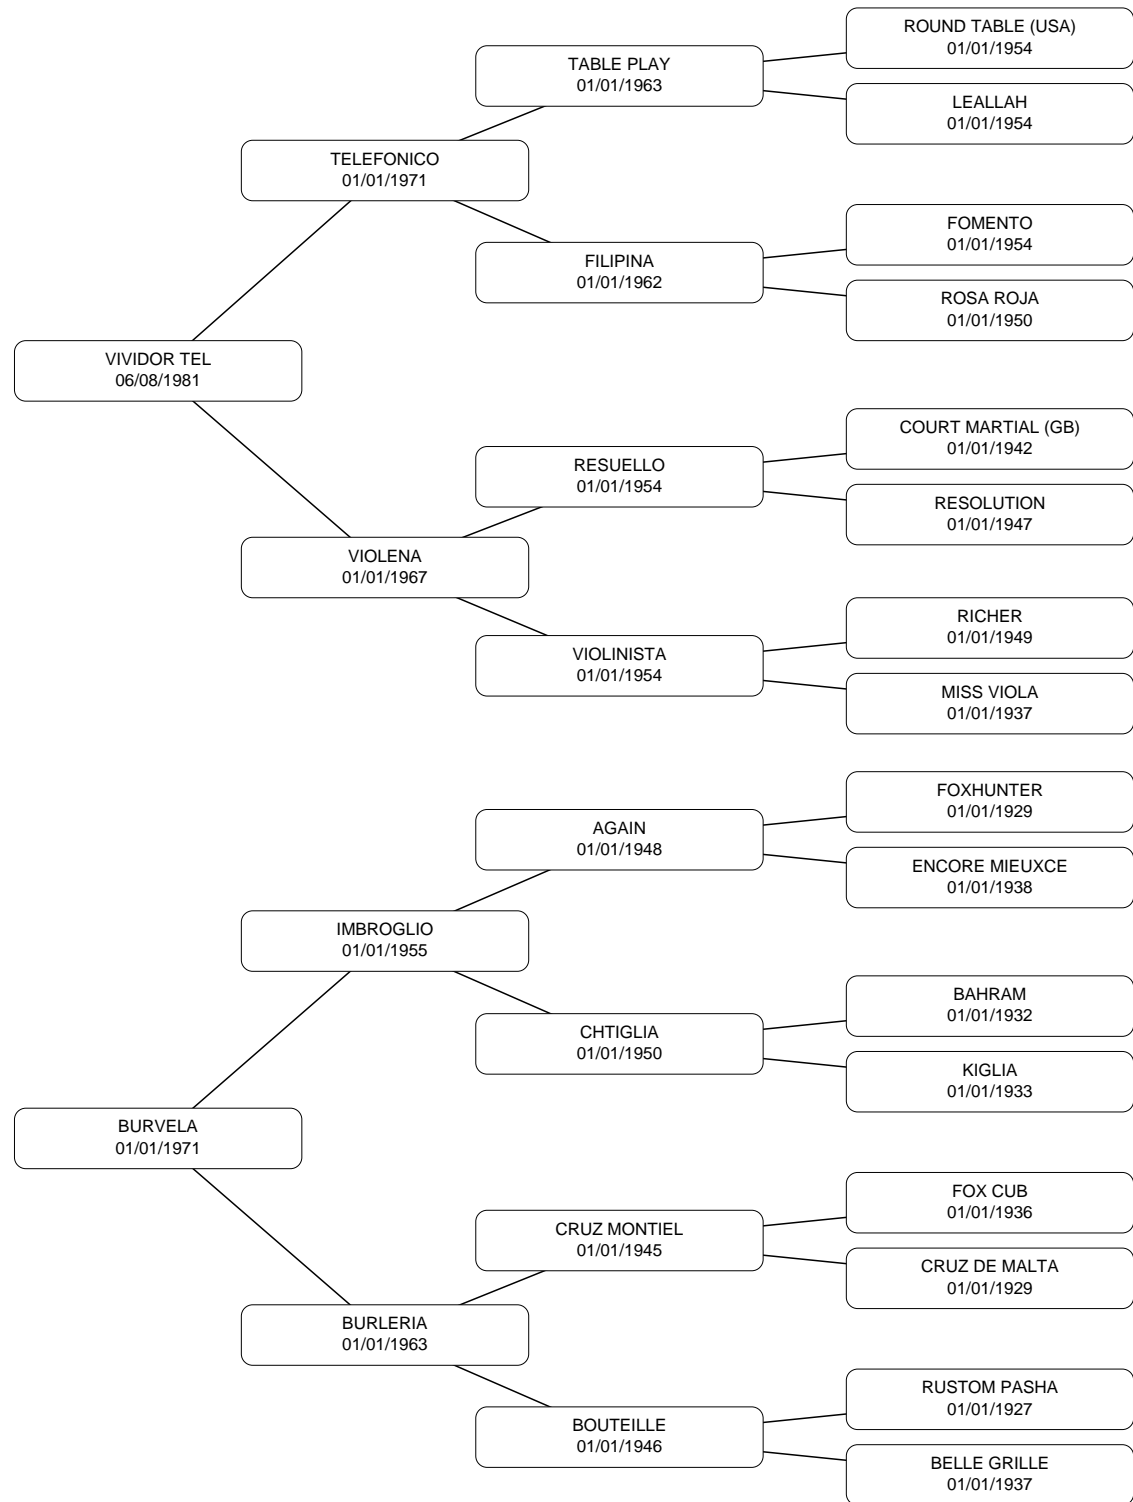 ROUND TABLE (USA)
01/01/1954
TABLE PLAY
01/01/1963
LEALLAH
01/01/1954
TELEFONICO
01/01/1971
FOMENTO
01/01/1954
FILIPINA
01/01/1962
ROSA ROJA
01/01/1950
VIVIDOR TEL
06/08/1981
COURT MARTIAL (GB)
01/01/1942
RESUELLO
01/01/1954
RESOLUTION
01/01/1947
VIOLENA
01/01/1967
RICHER
01/01/1949
VIOLINISTA
01/01/1954
MISS VIOLA
01/01/1937
FOXHUNTER
01/01/1929
AGAIN
01/01/1948
ENCORE MIEUXCE
01/01/1938
IMBROGLIO
01/01/1955
BAHRAM
01/01/1932
CHTIGLIA
01/01/1950
KIGLIA
01/01/1933
BURVELA
01/01/1971
FOX CUB
01/01/1936
CRUZ MONTIEL
01/01/1945
CRUZ DE MALTA
01/01/1929
BURLERIA
01/01/1963
RUSTOM PASHA
01/01/1927
BOUTEILLE
01/01/1946
BELLE GRILLE
01/01/1937